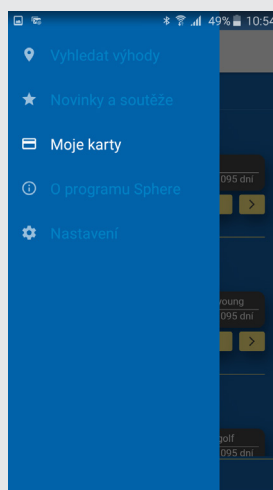 49% 10:54
Vyhledat výhody
Novinky a soutěže
Moje karty
095 dní
O programu Sphere
Nastavení
young
095 dní
golf
095 dní